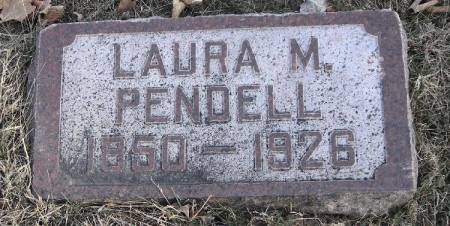 LAURA M.
PENDELL
1850 — 1926